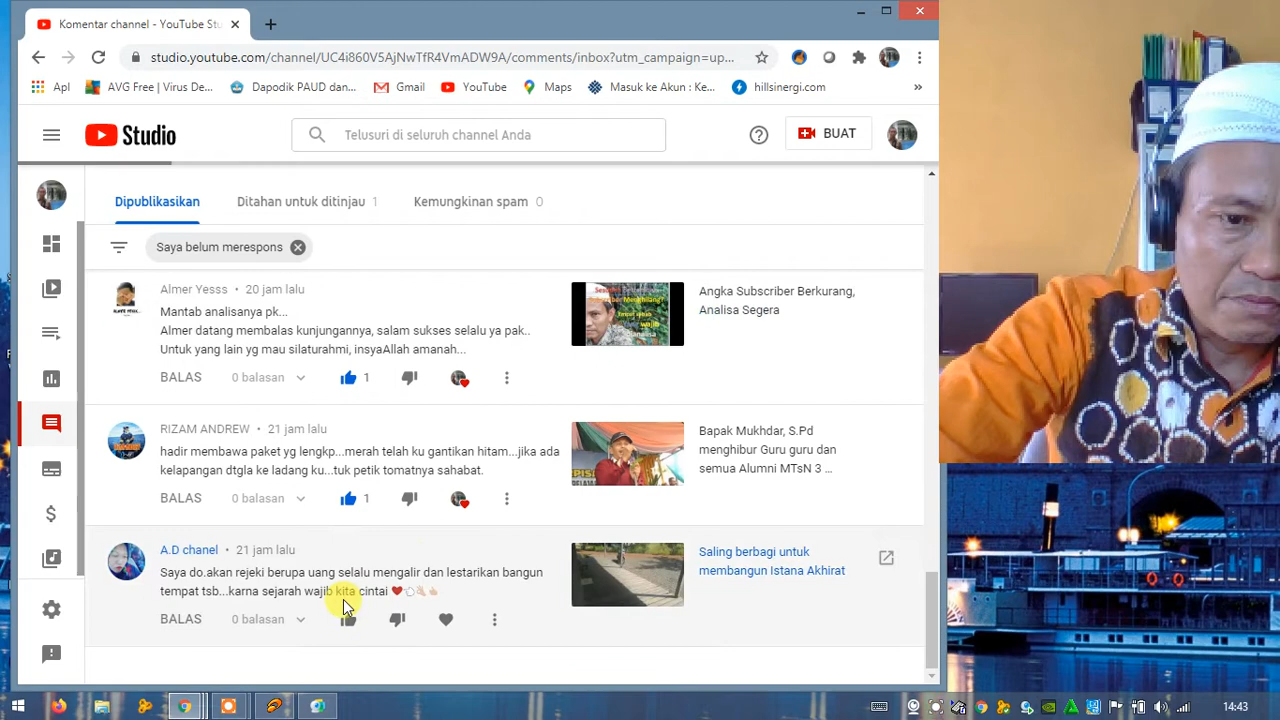 Komentar channel - YouTube Stu
studio.youtube.com/channel/UC4i860V5AjNwTfR4VmADW9A/comments/inbox?utm_campaign=up...
Apl
AVG Free | Virus De...
Dapodik PAUD dan...
Gmail
YouTube
Maps
Masuk ke Akun : Ke...
hillsinergi.com
»
Studio
Telusuri di seluruh channel Anda
BUAT
Dipublikasikan
Ditahan untuk ditinjau 1
Kemungkinan spam 0
Saya belum merespons
Almer Yesss • 20 jam lalu
Mantab analisanya pk...
Almer datang membalas kunjungannya,salam sukses selalu ya pak..
Untuk yang lain yg mau silaturahmi, insyaAllah amanah...
BALAS 0 balasan 1
Angka Subscriber Berkurang,
Analisa Segera
RIZAM ANDREW • 21 jam lalu
hadir membawa paket yg lengkp...merah telah ku gantikan hitam...jika ada
kelapangan dtgla ke ladang ku...tuk petik tomatnya sahabat.
BALAS 0 balasan 1
Bapak Mukhdar, S.Pd
menghibur Guru guru dan
semua Alumni MTsN 3 ...
A.D chanel • 21 jam lalu
Saya do.akan rejeki berupa uang selalu mengalir dan lestarikan bangun
tempat tsb...karna sejarah wajib kita cintai
BALAS 0 balasan
Saling berbagi untuk
membangun Istana Akhirat
14:43